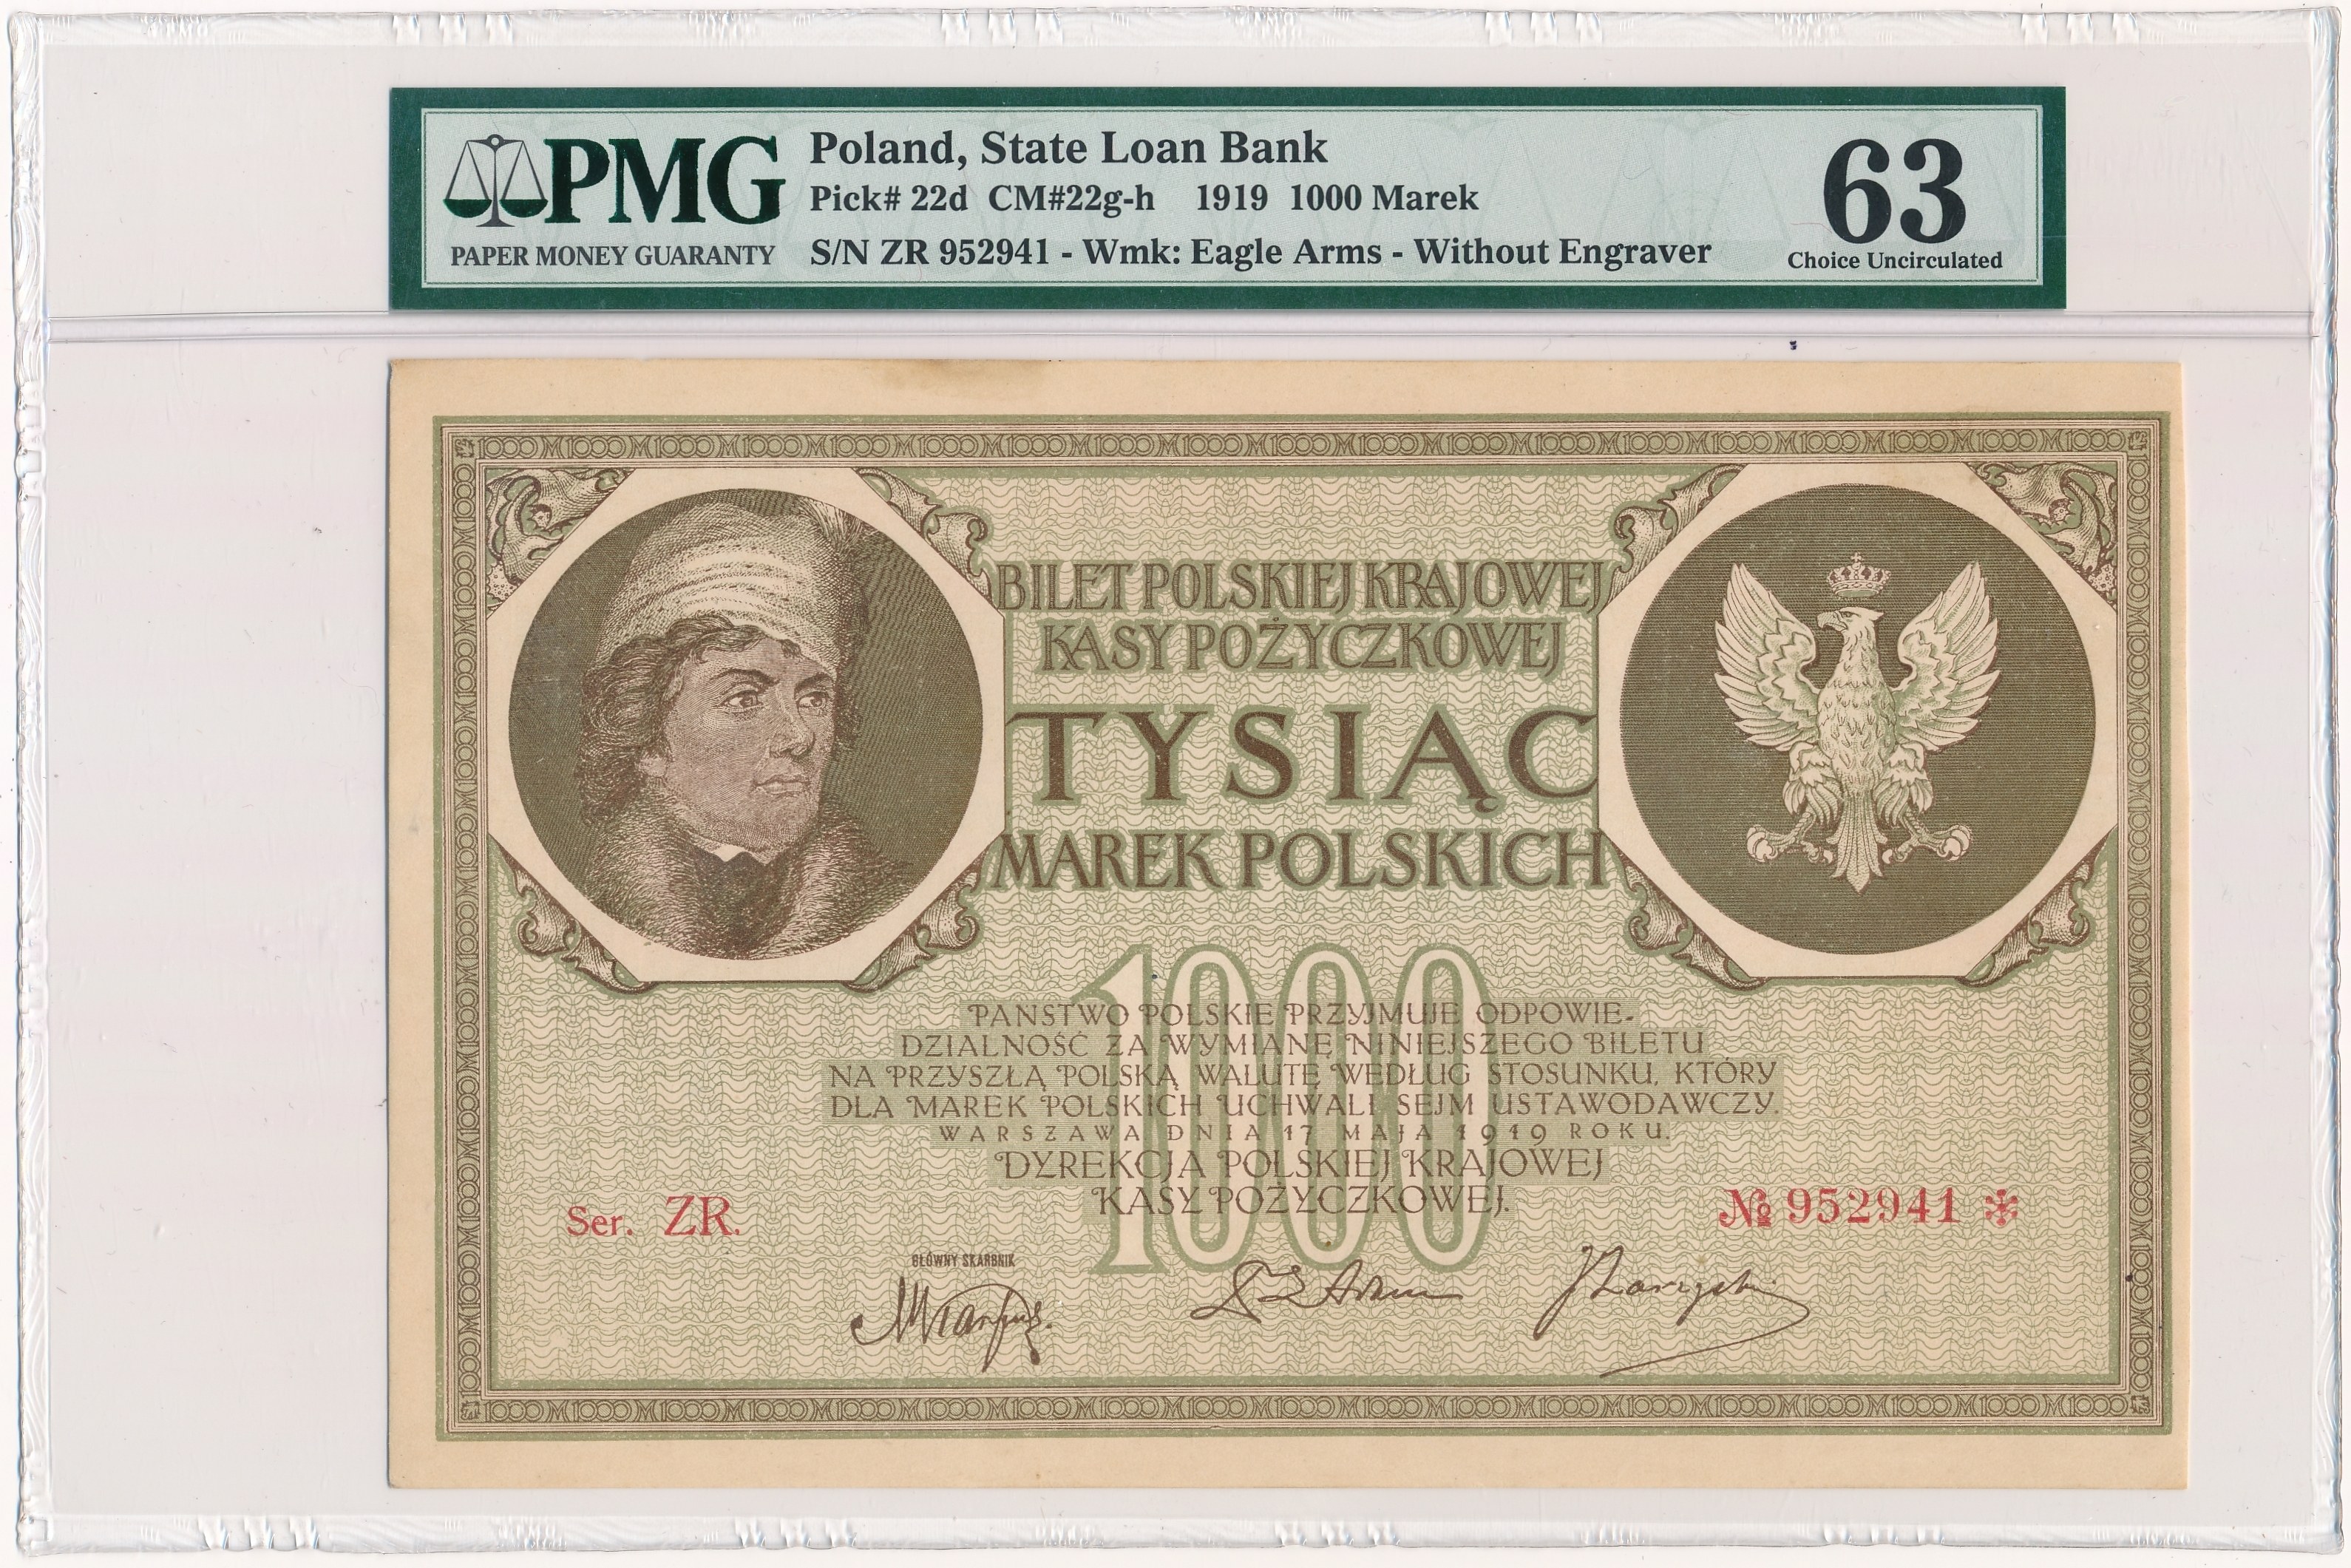 PMG
PAPER MONEY GUARANTY
Poland, State Loan Bank
Pick# 22d CM#22g-h 1919 1000 Marek
S/N ZR 952941 - Wmk: Eagle Arms - Without Engraver
63
Choice Uncirculated
BILET POLSKIEJ KRAJOWEJ
KASY POŻYCZKOWEJ
TYSIĄC
MAREK POLSKICH
1000
PAŃSTWO POLSKIE PRZYJMUJE ODPOWIE-
DZIALNOŚĆ ZA WYMIANĘ NINIEJSZEGO BILETU
NA PRZYSZŁĄ POLSKĄ WALUTĘ WEDŁUG STOSUNKU, KTÓRY
DLA MAREK POLSKICH UCHWALI SEJM USTAWODAWCZY.
WARSZAWA DNIA 17 MAJA 1919 ROKU.
DYREKCJA POLSKIEJ KRAJOWEJ
KASY POŻYCZKOWEJ.
Ser. ZR.
№ 952941 *
GŁÓWNY SKARBNIK